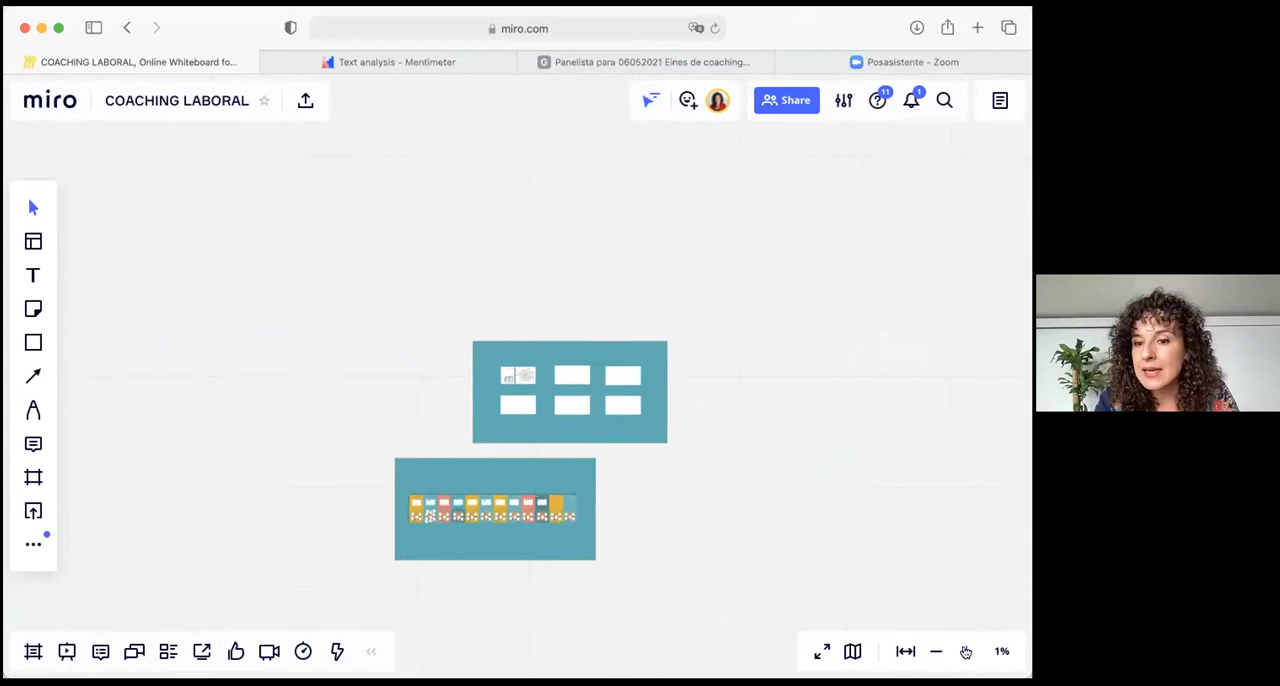 miro.com
COACHING LABORAL, Online Whiteboard fo...
Text analysis - Mentimeter
G
Panelista para 06052021 Eines de coaching...
Posasistente - Zoom
miro
COACHING LABORAL
Share
11
1
T
1%